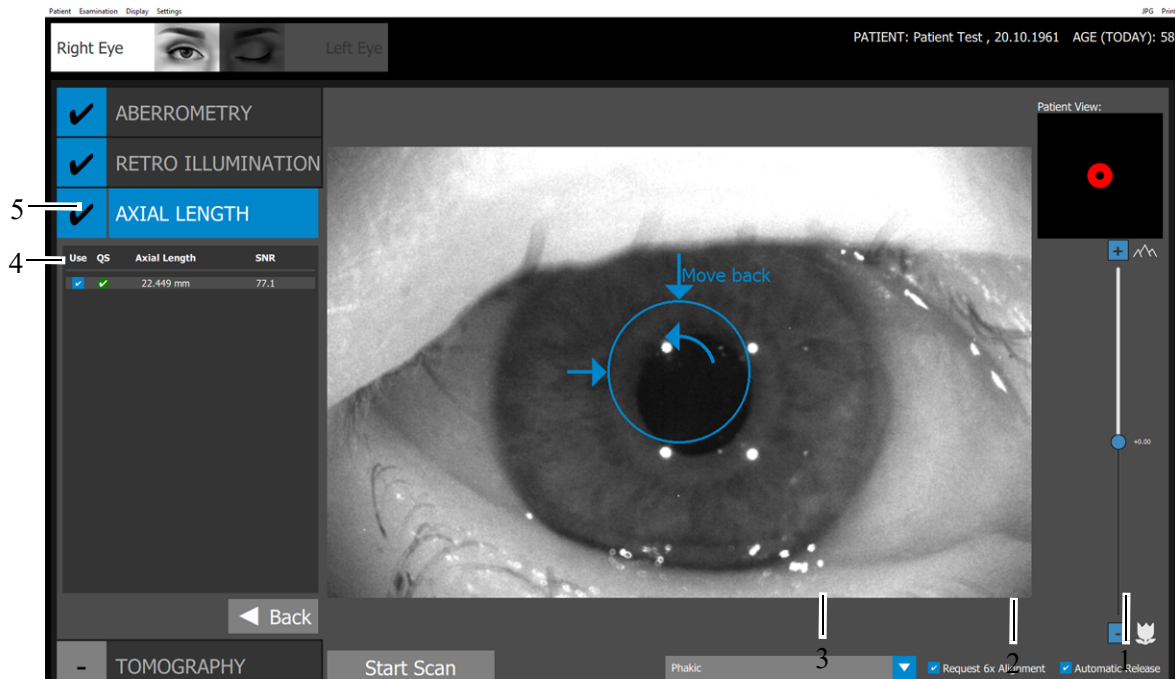 Patient Examination Display Settings JPG Print
Right Eye Left Eye PATIENT: Patient Test , 20.10.1961 AGE (TODAY): 58
ABERROMETRY
Patient View:
RETRO ILLUMINATION
5 AXIAL LENGTH
4 Use QS Axial Length SNR
22.449 mm 77.1
Move back
+
+0.00
Back
-
- TOMOGRAPHY
Start Scan
Phakic
3
Request 6x Alignment
2
Automatic Release
1